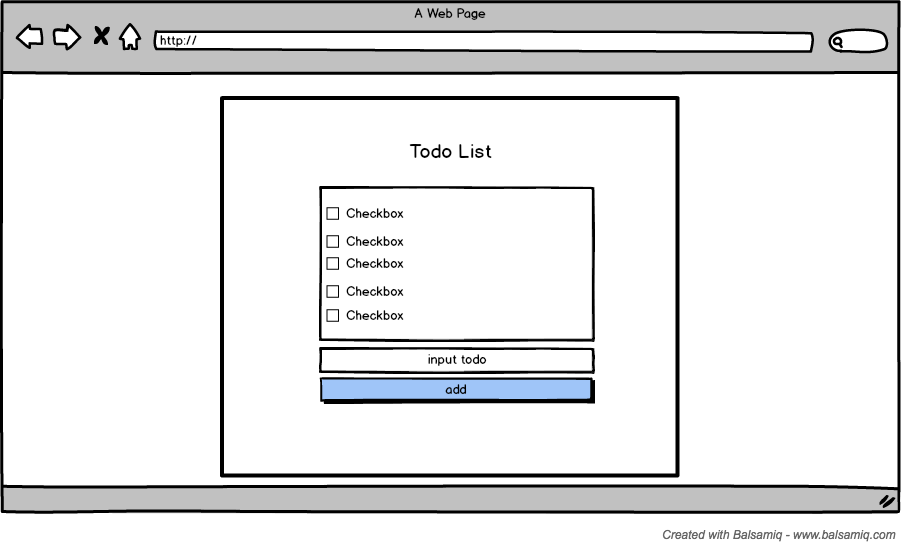 A Web Page
http://
Todo List
Checkbox
Checkbox
Checkbox
Checkbox
Checkbox
input todo
add
Created with Balsamiq - www.balsamiq.com